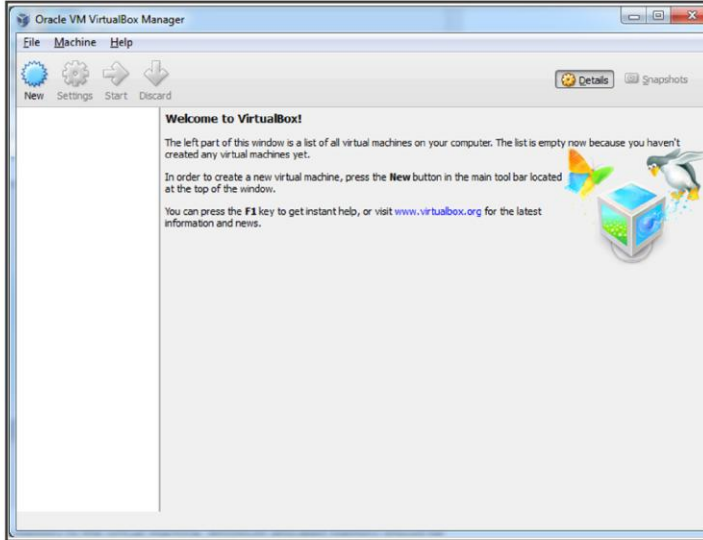 Oracle VM VirtualBox Manager
File Machine Help
New Settings Start Discard
Details Snapshots
Welcome to VirtualBox!
The left part of this window is a list of all virtual machines on your computer. The list is empty now because you haven't
created any virtual machines yet.
In order to create a new virtual machine, press the New button in the main tool bar located
at the top of the window.
You can press the F1 key to get instant help, or visit www.virtualbox.org for the latest
information and news.